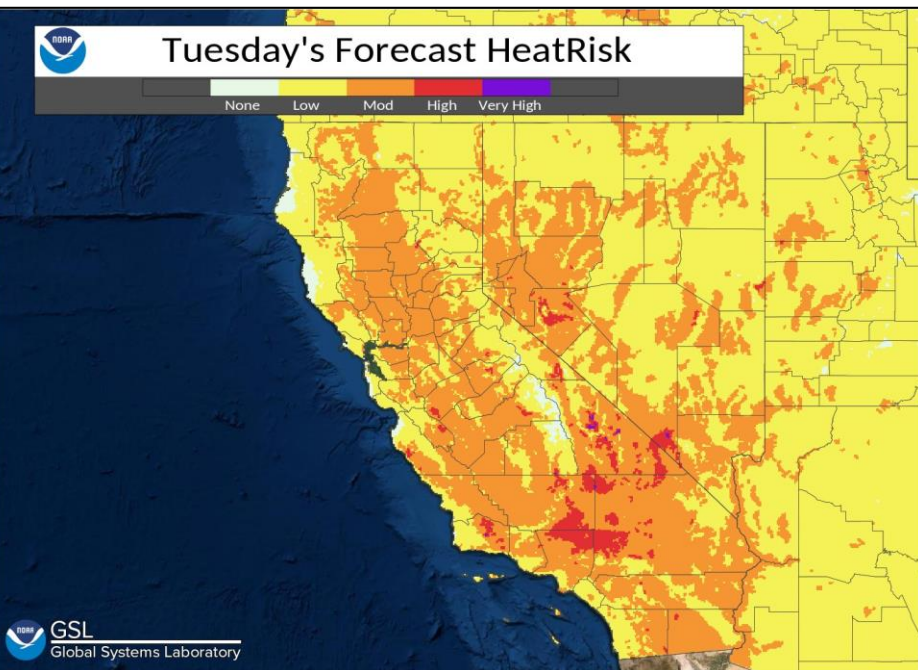 NOAA
Tuesday's Forecast HeatRisk
None Low Mod High Very High
NOAA
GSL
Global Systems Laboratory